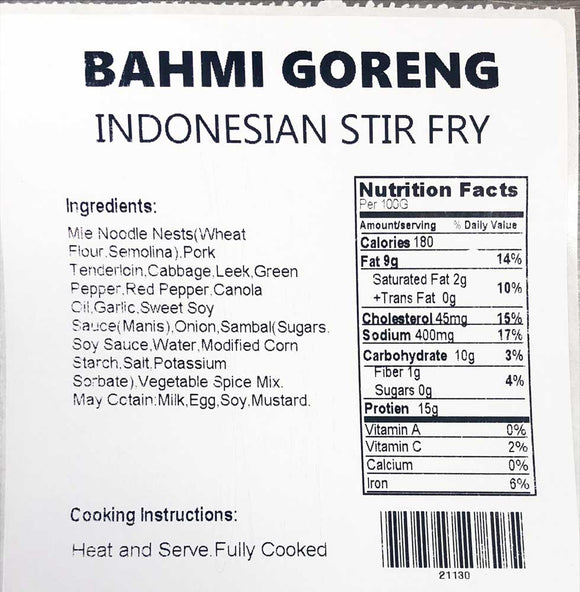 BAHMI GORENG
INDONESIAN STIR FRY
Ingredients:
Mie Noodle Nests(Wheat
Flour,Semolina),Pork
Tenderloin,Cabbage,Leek,Green
Pepper,Red Pepper,Canola
Oil,Garlic,Sweet Soy
Sauce(Manis),Onion,Sambal(Sugars,
Soy Sauce,Water,Modified Corn
Starch,Salt,Potassium
Sorbate),Vegetable Spice Mix.
May Cotain:Milk,Egg,Soy,Mustard.
Cooking Instructions:
Heat and Serve.Fully Cooked
Nutrition Facts
Per 100G
Amount/serving % Daily Value
Calories 180
Fat 9g 14%
Saturated Fat 2g
+Trans Fat 0g 10%
Cholesterol 45mg 15%
Sodium 400mg 17%
Carbohydrate 10g 3%
Fiber 1g
Sugars 0g 4%
Protien 15g
Vitamin A 0%
Vitamin C 2%
Calcium 0%
Iron 6%
21130